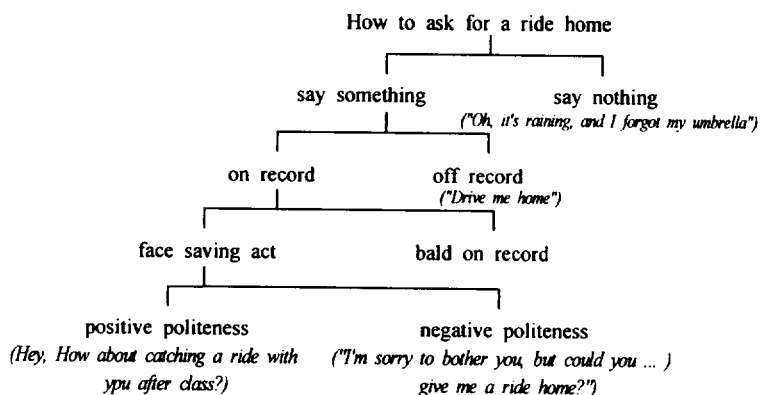 How to ask for a ride home
say something say nothing
("Oh, it's raining, and I forgot my umbrella")
on record off record
("Drive me home")
face saving act bald on record
positive politeness negative politeness
(Hey, How about catching a ride with ("I'm sorry to bother you, but could you ... )
ypu after class?) give me a ride home?")